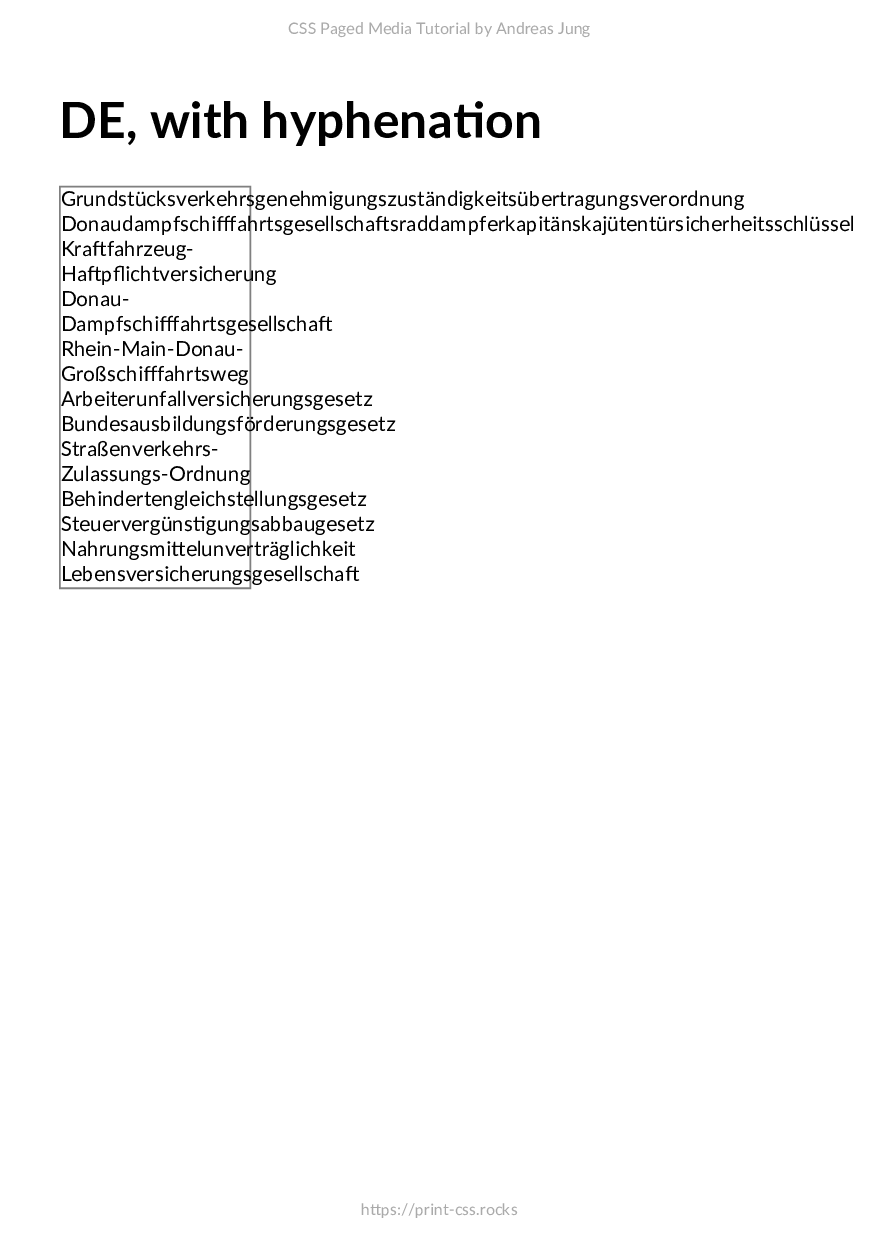 CSS Paged Media Tutorial by Andreas Jung
DE, with hyphenation
Grundstücksverkehrsgenehmigungszuständigkeitsübertragungsverordnung
Donaudampfschifffahrtsgesellschaftsraddampferkapitänskajütentürsicherheitsschlüssel
Kraftfahrzeug-
Haftpflichtversicherung
Donau-
Dampfschifffahrtsgesellschaft
Rhein-Main-Donau-
Großschifffahrtsweg
Arbeiterunfallversicherungsgesetz
Bundesausbildungsförderungsgesetz
Straßenverkehrs-
Zulassungs-Ordnung
Behindertengleichstellungsgesetz
Steuervergünstigungsabbaugesetz
Nahrungsmittelunverträglichkeit
Lebensversicherungsgesellschaft
https://print-css.rocks